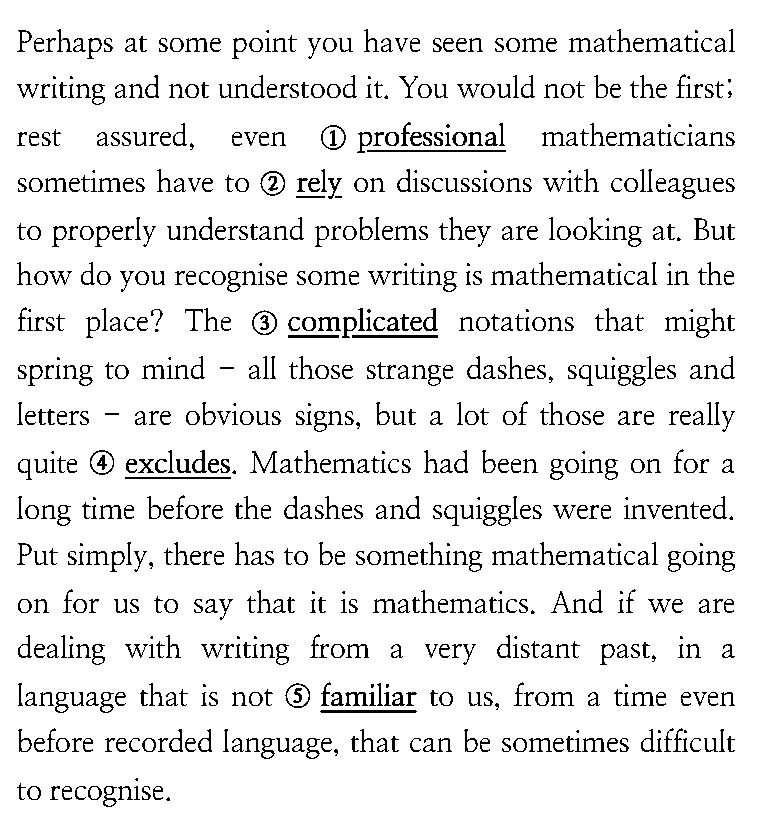 Perhaps at some point you have seen some mathematical
writing and not understood it. You would not be the first;
rest assured, even ① professional mathematicians
sometimes have to ② rely on discussions with colleagues
to properly understand problems they are looking at. But
how do you recognise some writing is mathematical in the
first place? The ③ complicated notations that might
spring to mind − all those strange dashes, squiggles and
letters − are obvious signs, but a lot of those are really
quite ④ excludes. Mathematics had been going on for a
long time before the dashes and squiggles were invented.
Put simply, there has to be something mathematical going
on for us to say that it is mathematics. And if we are
dealing with writing from a very distant past, in a
language that is not ⑤ familiar to us, from a time even
before recorded language, that can be sometimes difficult
to recognise.